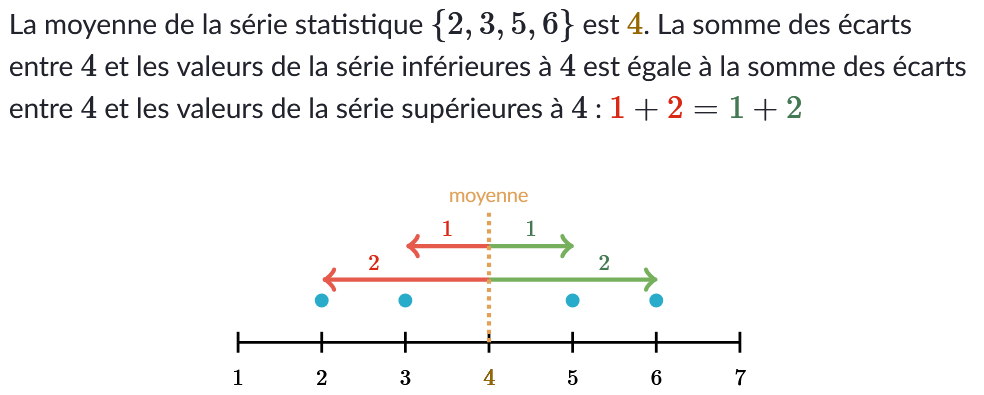 La moyenne de la série statistique {2, 3, 5, 6} est 4. La somme des écarts
entre 4 et les valeurs de la série inférieures à 4 est égale à la somme des écarts
entre 4 et les valeurs de la série supérieures à 4 : 1 + 2 = 1 + 2
moyenne
1 1
2 2
1 2 3 4 5 6 7